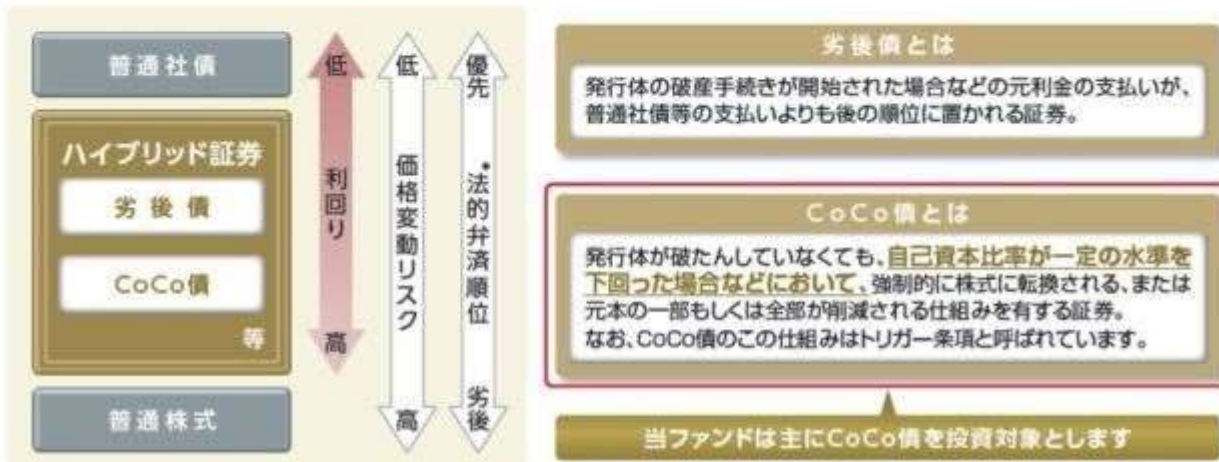 普通社債
ハイブリッド証券
劣後債
CoCo債
等
普通株式
低
利回り
高
低
価格変動リスク
高
優先
*法的弁済順位
劣後
劣後債とは
発行体の破産手続きが開始された場合などの元利金の支払いが、
普通社債等の支払いよりも後の順位に置かれる証券。
CoCo債とは
発行体が破たんしていなくても、自己資本比率が一定の水準を
下回った場合などにおいて、強制的に株式に転換される、または
元本の一部もしくは全部が削減される仕組みを有する証券。
なお、CoCo債のこの仕組みはトリガー条項と呼ばれています。
当ファンドは主にCoCo債を投資対象とします